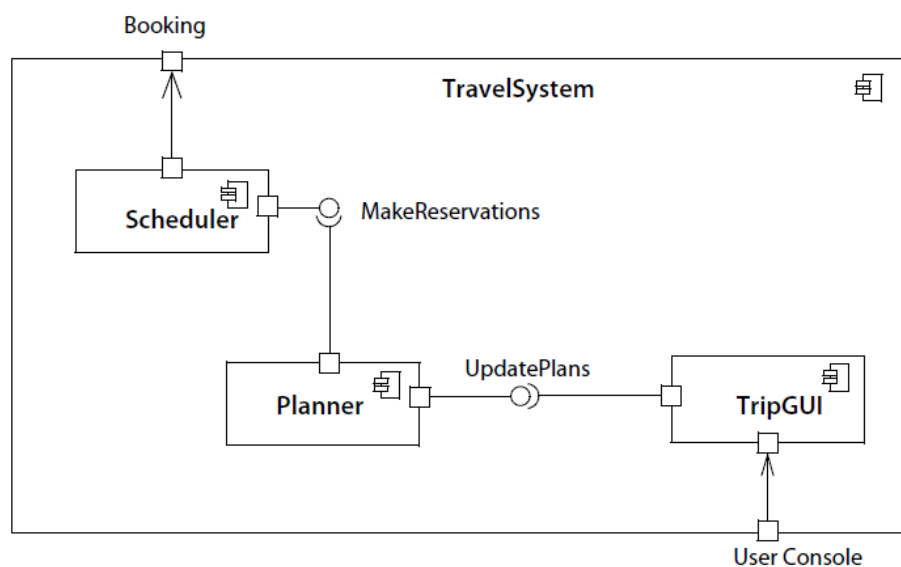 Booking
TravelSystem
Scheduler
MakeReservations
UpdatePlans
Planner
TripGUI
User Console